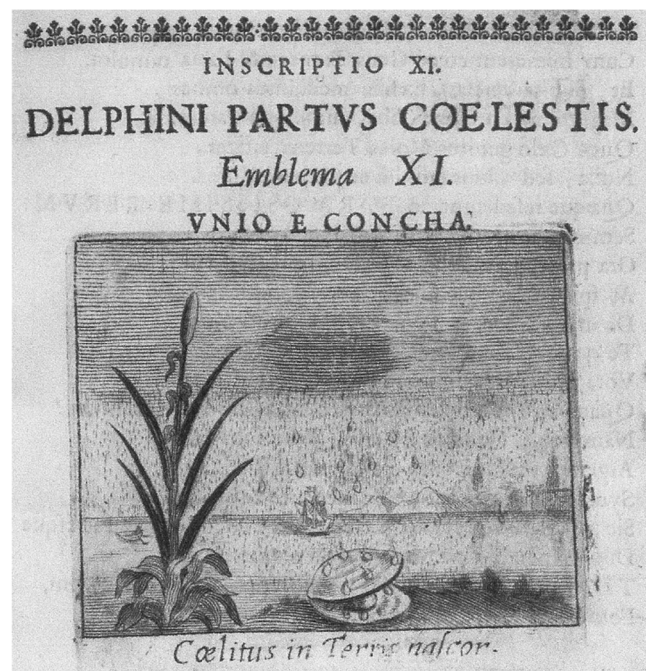 INSCRIPTIO XI.
DELPHINI PARTVS COELESTIS.
Emblema XI.
VNIO E CONCHA.
Cœlitus in Terris nascor.